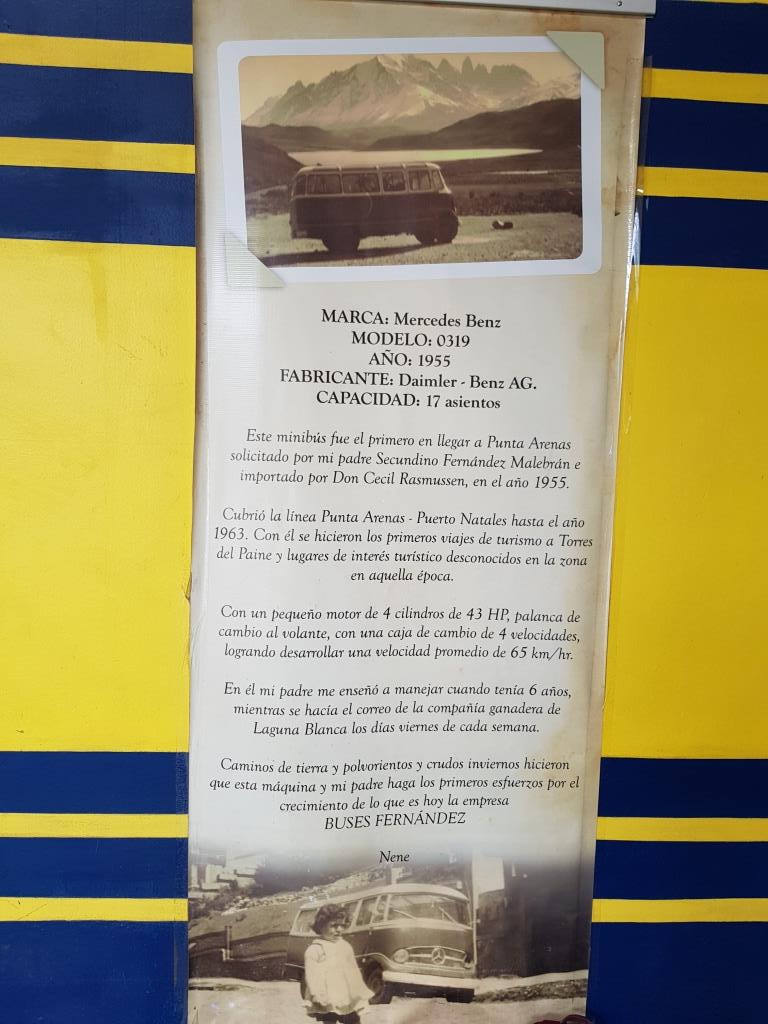 MARCA: Mercedes Benz
MODELO: 0319
AÑO: 1955
FABRICANTE: Daimler - Benz AG.
CAPACIDAD: 17 asientos
Este minibús fue el primero en llegar a Punta Arenas
solicitado por mi padre Secundino Fernández Malebrán e
importado por Don Cecil Rasmussen, en el año 1955.
Cubrió la línea Punta Arenas - Puerto Natales hasta el año
1963. Con él se hicieron los primeros viajes de turismo a Torres
del Paine y lugares de interés turístico desconocidos en la zona
en aquella época.
Con un pequeño motor de 4 cilindros de 43 HP, palanca de
cambio al volante, con una caja de cambio de 4 velocidades,
logrando desarrollar una velocidad promedio de 65 km/hr.
En él mi padre me enseñó a manejar cuando tenía 6 años,
mientras se hacía el correo de la compañía ganadera de
Laguna Blanca los días viernes de cada semana.
Caminos de tierra y polvorientos y crudos inviernos hicieron
que esta máquina y mi padre haga los primeros esfuerzos por el
crecimiento de lo que es hoy la empresa
BUSES FERNÁNDEZ
Nene